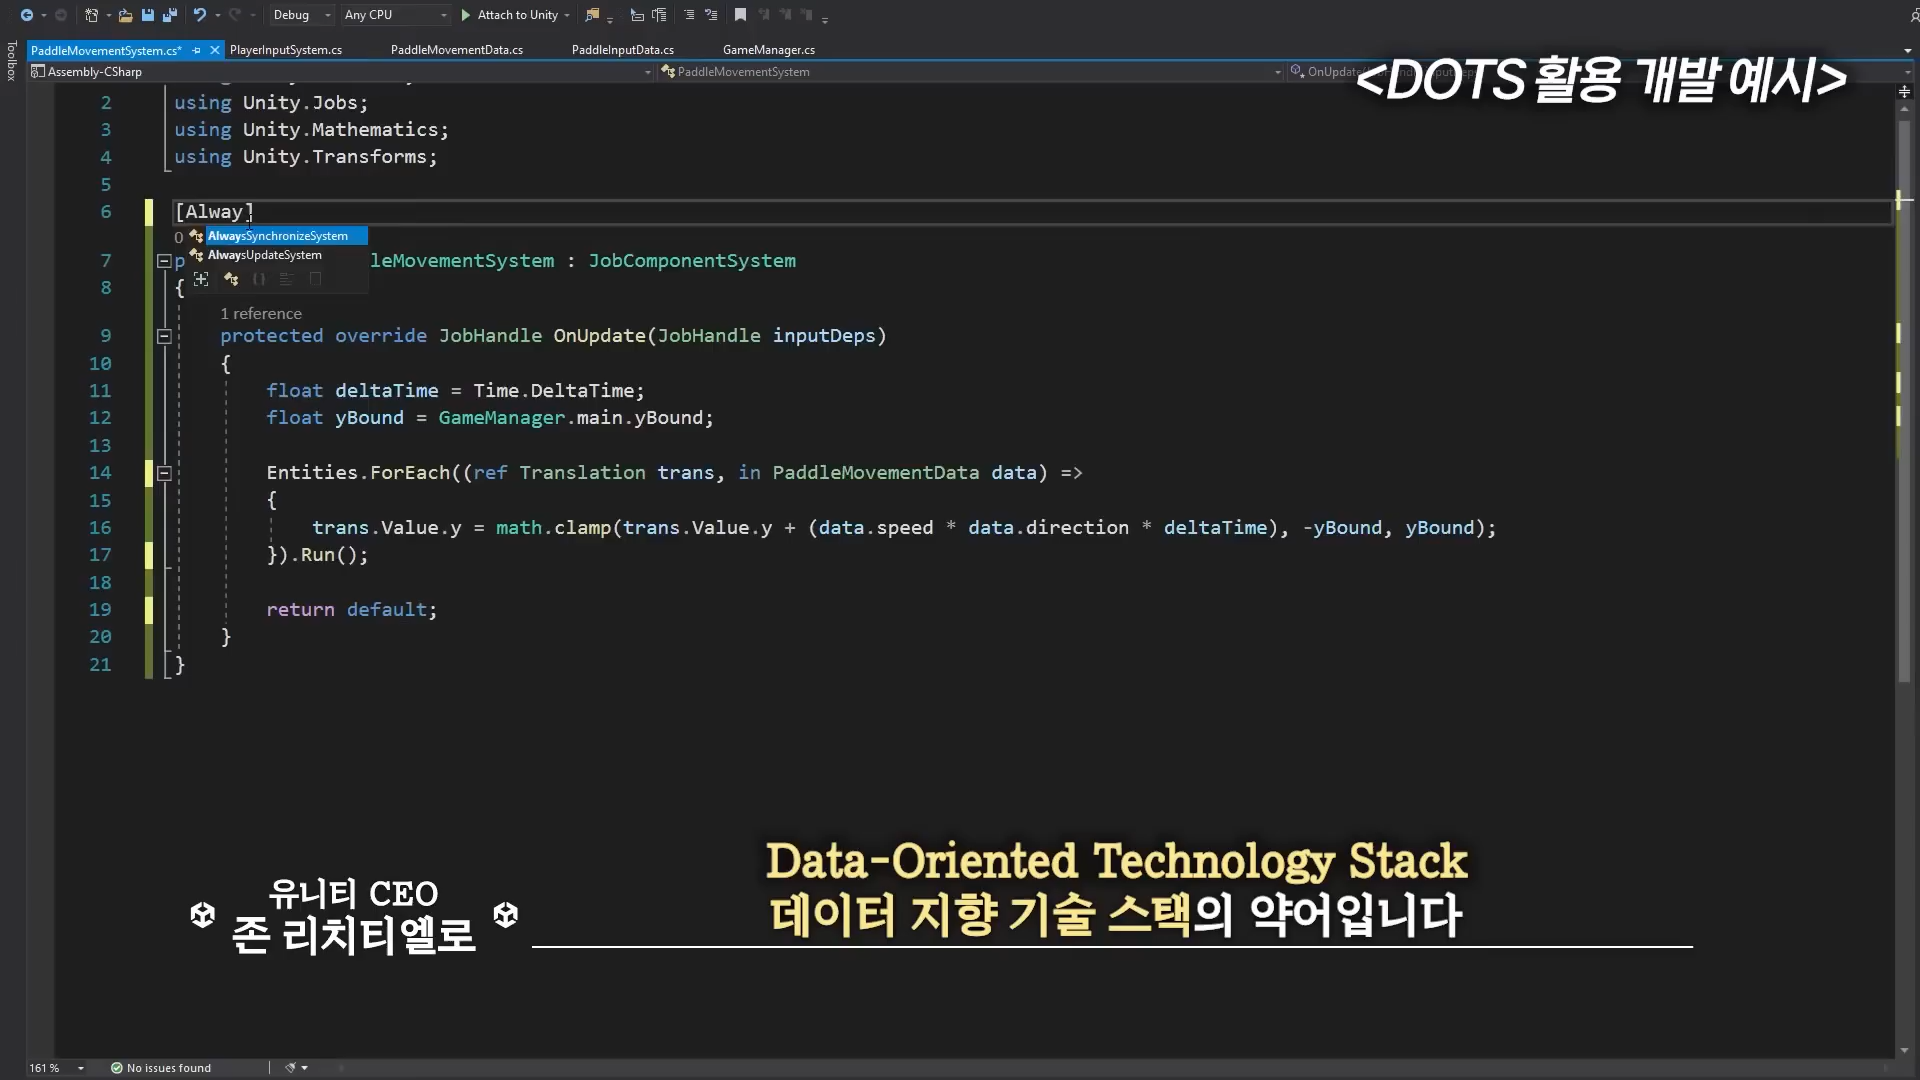 Debug
Any CPU
Attach to Unity
Toolbox
PaddleMovementSystem.cs*
PlayerInputSystem.cs
PaddleMovementData.cs
PaddleInputData.cs
GameManager.cs
Assembly-CSharp
PaddleMovementSystem
<DOTS 활용 개발 예시>
2 using Unity.Jobs;
3 using Unity.Mathematics;
4 using Unity.Transforms;
5
6 [Alway]
0
AlwaysSynchronizeSystem
AlwaysUpdateSystem
7 p leMovementSystem : JobComponentSystem
8 {
1 reference
9 protected override JobHandle OnUpdate(JobHandle inputDeps)
10 {
11 float deltaTime = Time.DeltaTime;
12 float yBound = GameManager.main.yBound;
13
14 Entities.ForEach((ref Translation trans, in PaddleMovementData data) =>
15 {
16 trans.Value.y = math.clamp(trans.Value.y + (data.speed * data.direction * deltaTime), -yBound, yBound);
17 }).Run();
18
19 return default;
20 }
21 }
유니티 CEO
존 리치티엘로
Data-Oriented Technology Stack
데이터 지향 기술 스택의 약어입니다
161 %
No issues found